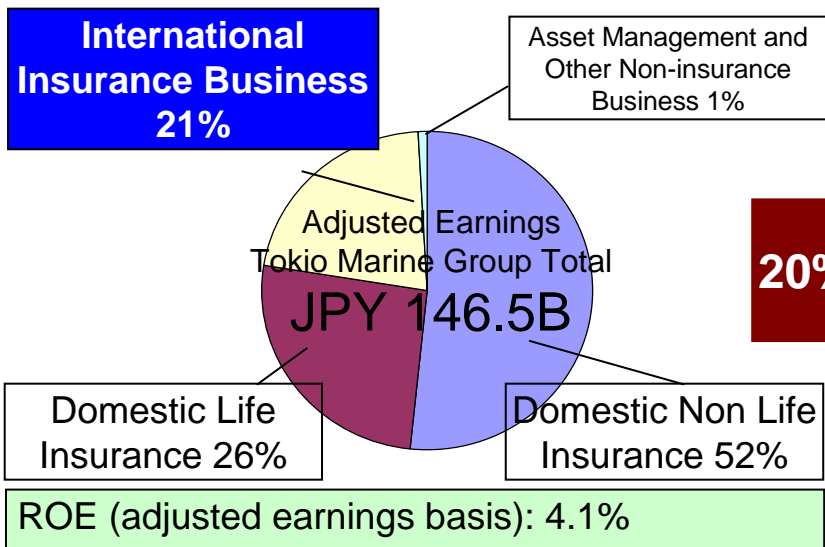 International
Insurance Business
21%
Asset Management and
Other Non-insurance
Business 1%
Adjusted Earnings
Tokio Marine Group Total
JPY 146.5B
20%
Domestic Life
Insurance 26%
Domestic Non Life
Insurance 52%
ROE (adjusted earnings basis): 4.1%